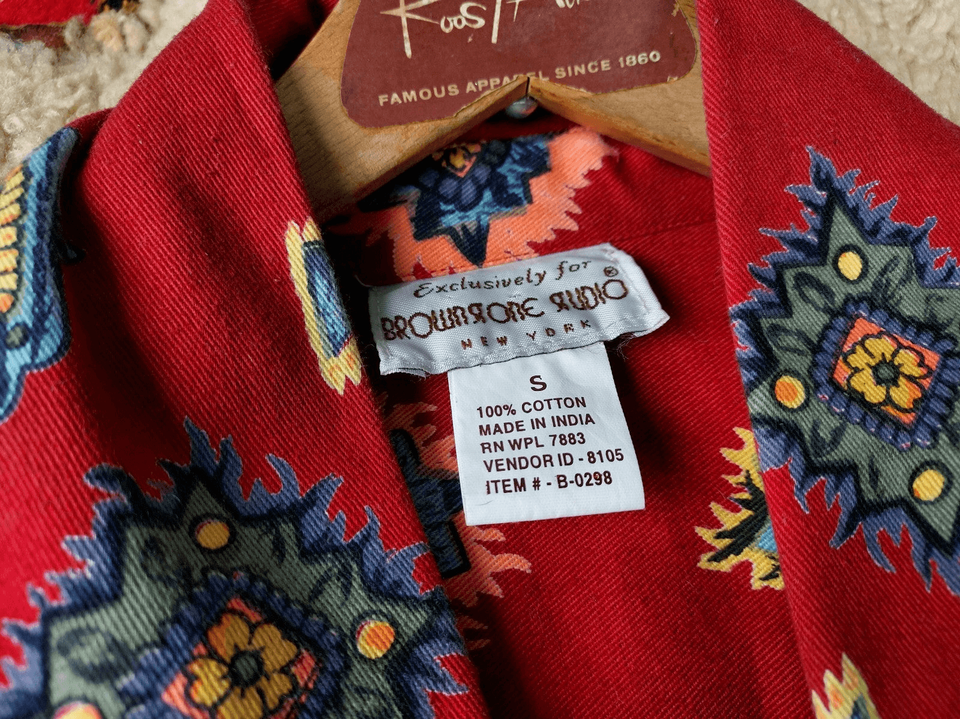 FAMOUS APPAREL SINCE 1860
Exclusively for ®
BROWNSTONE STUDIO
NEW YORK
S
100% COTTON
MADE IN INDIA
RN WPL 7883
VENDOR ID - 8105
ITEM # - B-0298